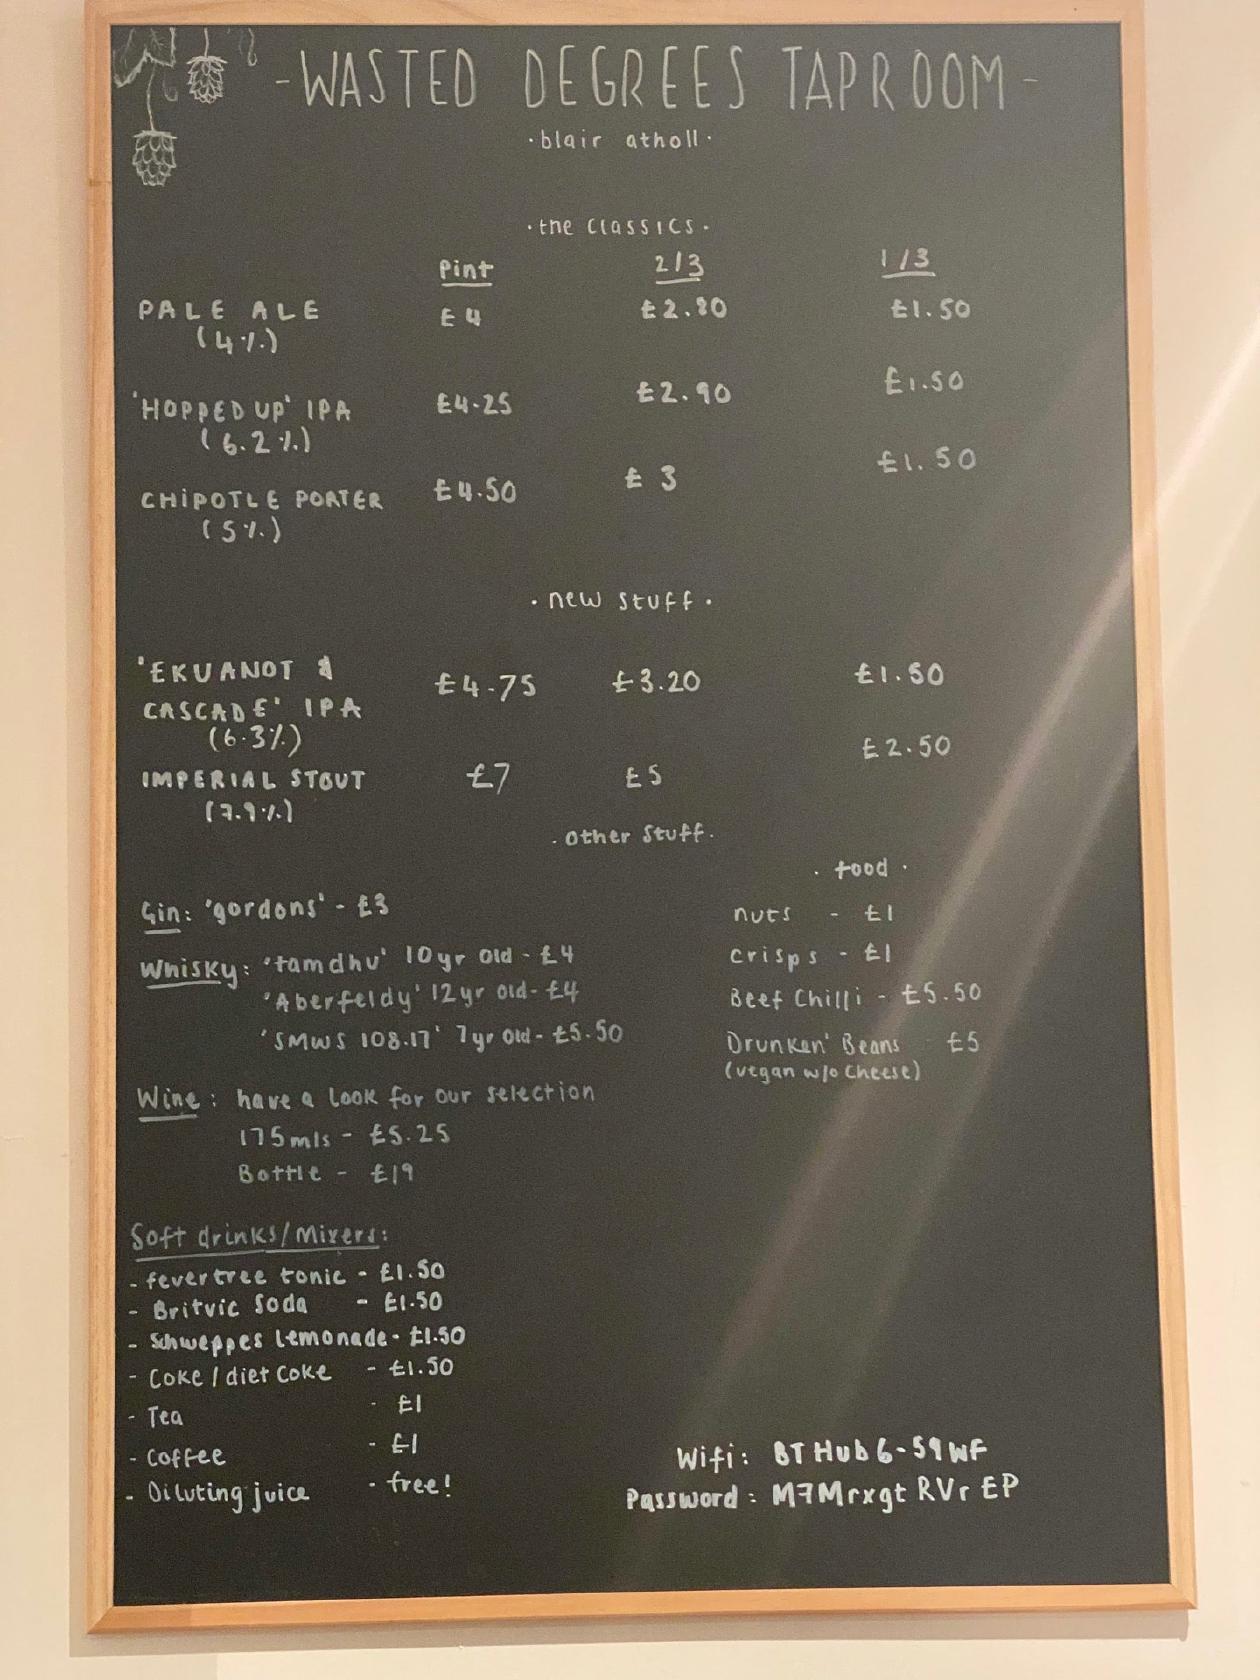 -WASTED DEGREES TAPROOM-
·blair atholl·
·the classics·
Pint 2/3 1/3
PALE ALE £4 £2.80 £1.50
(4%)
'HOPPED UP' IPA £4.25 £2.90 £1.50
(6.2%)
CHIPOTLE PORTER £4.50 £3 £1.50
(5%)
·new stuff·
'EKUANOT &
CASCADE' IPA £4.75 £3.20 £1.50
(6.3%)
IMPERIAL STOUT £7 £5 £2.50
(7.9%)
·other stuff·
Gin: 'gordons' - £3
Whisky: 'tamdhu' 10yr old - £4
'Aberfeldy' 12yr old - £4
'SMWS 108.17' 7yr old - £5.50
Wine: have a look for our selection
175mls - £5.25
Bottle - £19
·food·
nuts - £1
crisps - £1
Beef Chilli - £5.50
Drunken' Beans - £5
(vegan w/o cheese)
Soft drinks/Mixers:
- fevertree tonic - £1.50
- Britvic Soda - £1.50
- Schweppes Lemonade - £1.50
- Coke / diet coke - £1.50
- Tea - £1
- Coffee - £1
- Diluting juice - free!
Wifi: BTHub6-59WF
Password: M7MrxgtRVrEP